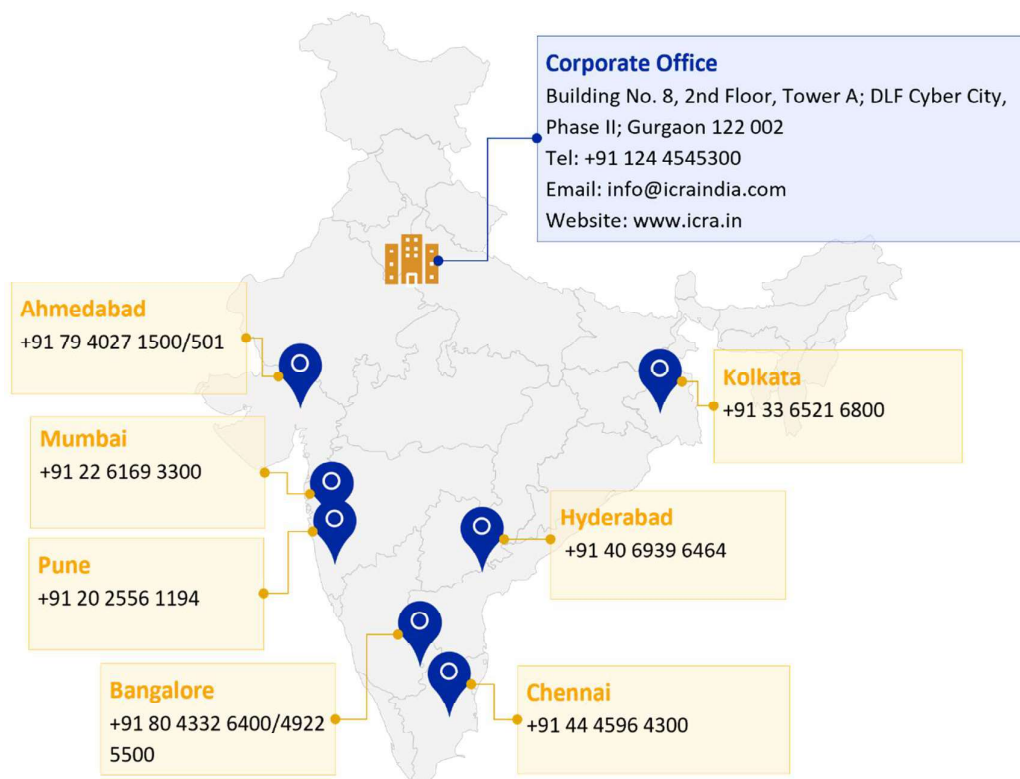 Corporate Office
Building No. 8, 2nd Floor, Tower A; DLF Cyber City,
Phase II; Gurgaon 122 002
Tel: +91 124 4545300
Email: info@icraindia.com
Website: www.icra.in
Ahmedabad
+91 79 4027 1500/501
Kolkata
+91 33 6521 6800
Mumbai
+91 22 6169 3300
Hyderabad
+91 40 6939 6464
Pune
+91 20 2556 1194
Bangalore
+91 80 4332 6400/4922
5500
Chennai
+91 44 4596 4300